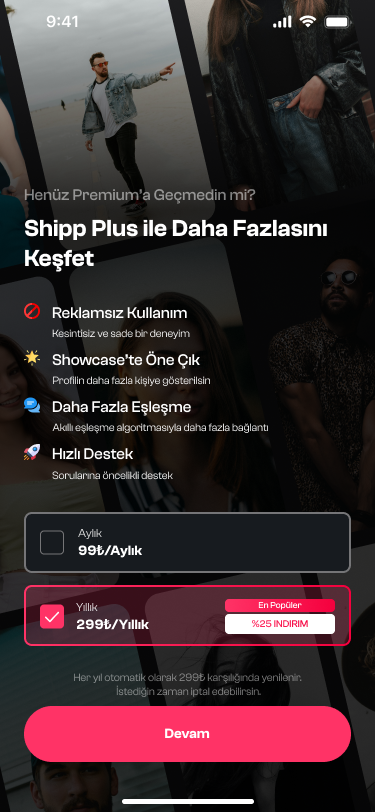 9:41
Henüz Premium'a Geçmedin mi?
Shipp Plus ile Daha Fazlasını
Keşfet
Reklamsız Kullanım
Kesintisiz ve sade bir deneyim
Showcase'te Öne Çık
Profilin daha fazla kişiye gösterilsin
Daha Fazla Eşleşme
Akıllı eşleşme algoritmasıyla daha fazla bağlantı
Hızlı Destek
Sorularına öncelikli destek
Aylık
99₺/Aylık
Yıllık
299₺/Yıllık
En Popüler
%25 INDIRIM
Her yıl otomatik olarak 299₺ karşılığında yenilenir.
İstediğin zaman iptal edebilirsin.
Devam